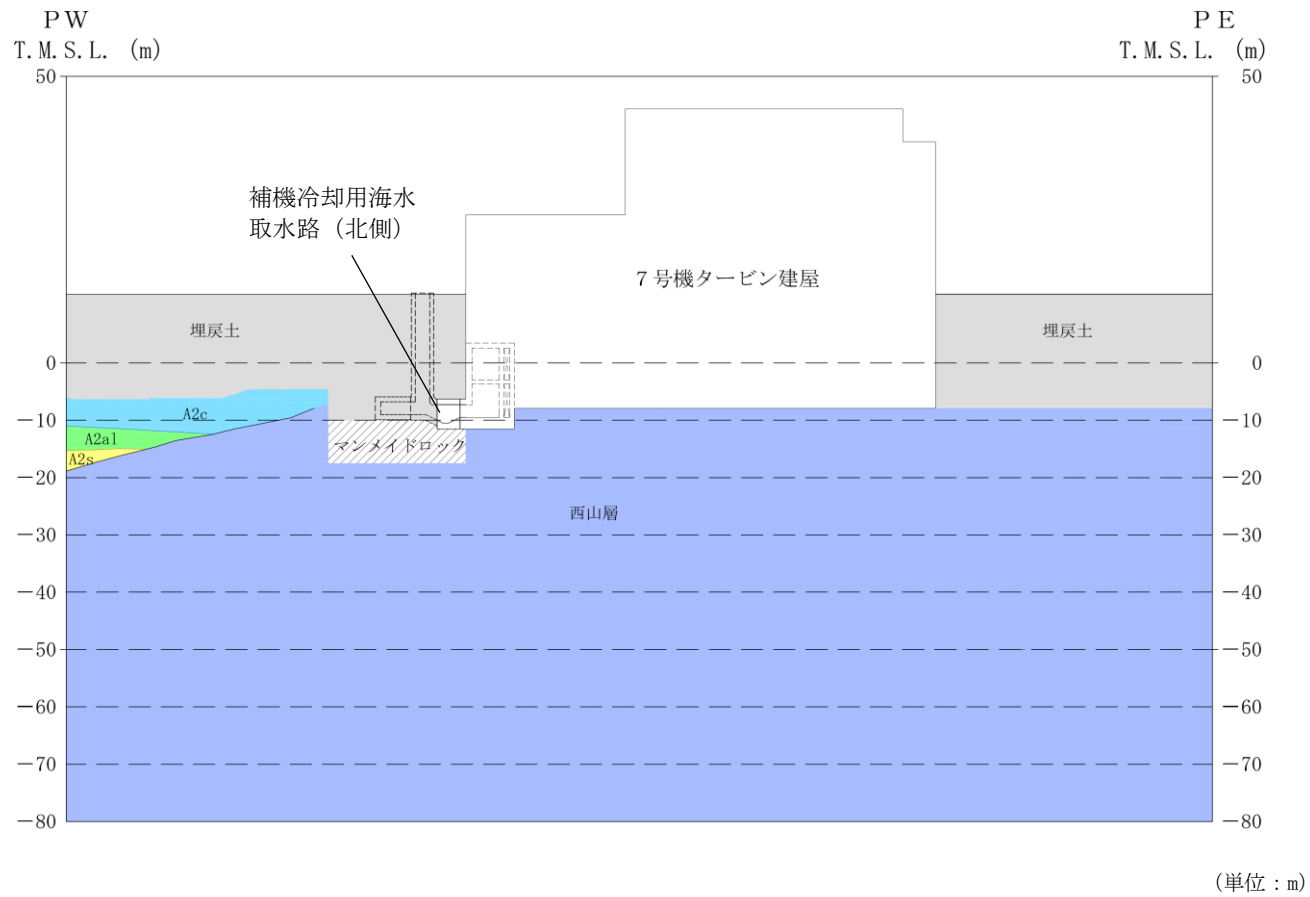 PW
T.M.S.L. (m)
PE
T.M.S.L. (m)
50
50
補機冷却用海水
取水路（北側）
7号機タービン建屋
埋戻土
埋戻土
0
0
A2c
−10
−10
A2al
マンメイドロック
A2s
−20
−20
西山層
−30
−30
−40
−40
−50
−50
−60
−60
−70
−70
−80
−80
（単位：m）